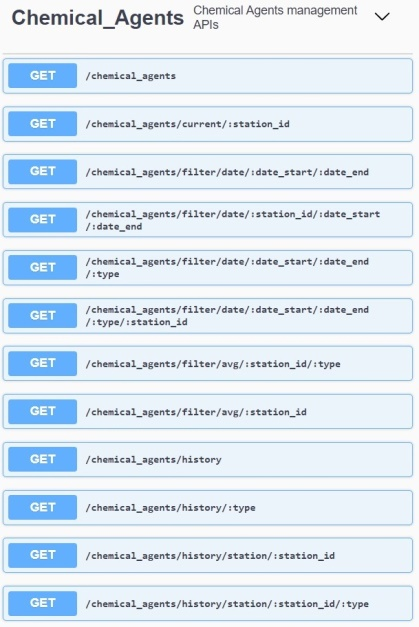 Chemical_Agents Chemical Agents management
APIs
GET /chemical_agents
GET /chemical_agents/current/:station_id
GET /chemical_agents/filter/date/:date_start/:date_end
GET /chemical_agents/filter/date/:station_id/:date_start
/:date_end
GET /chemical_agents/filter/date/:date_start/:date_end
/:type
GET /chemical_agents/filter/date/:date_start/:date_end
/:type/:station_id
GET /chemical_agents/filter/avg/:station_id/:type
GET /chemical_agents/filter/avg/:station_id
GET /chemical_agents/history
GET /chemical_agents/history/:type
GET /chemical_agents/history/station/:station_id
GET /chemical_agents/history/station/:station_id/:type